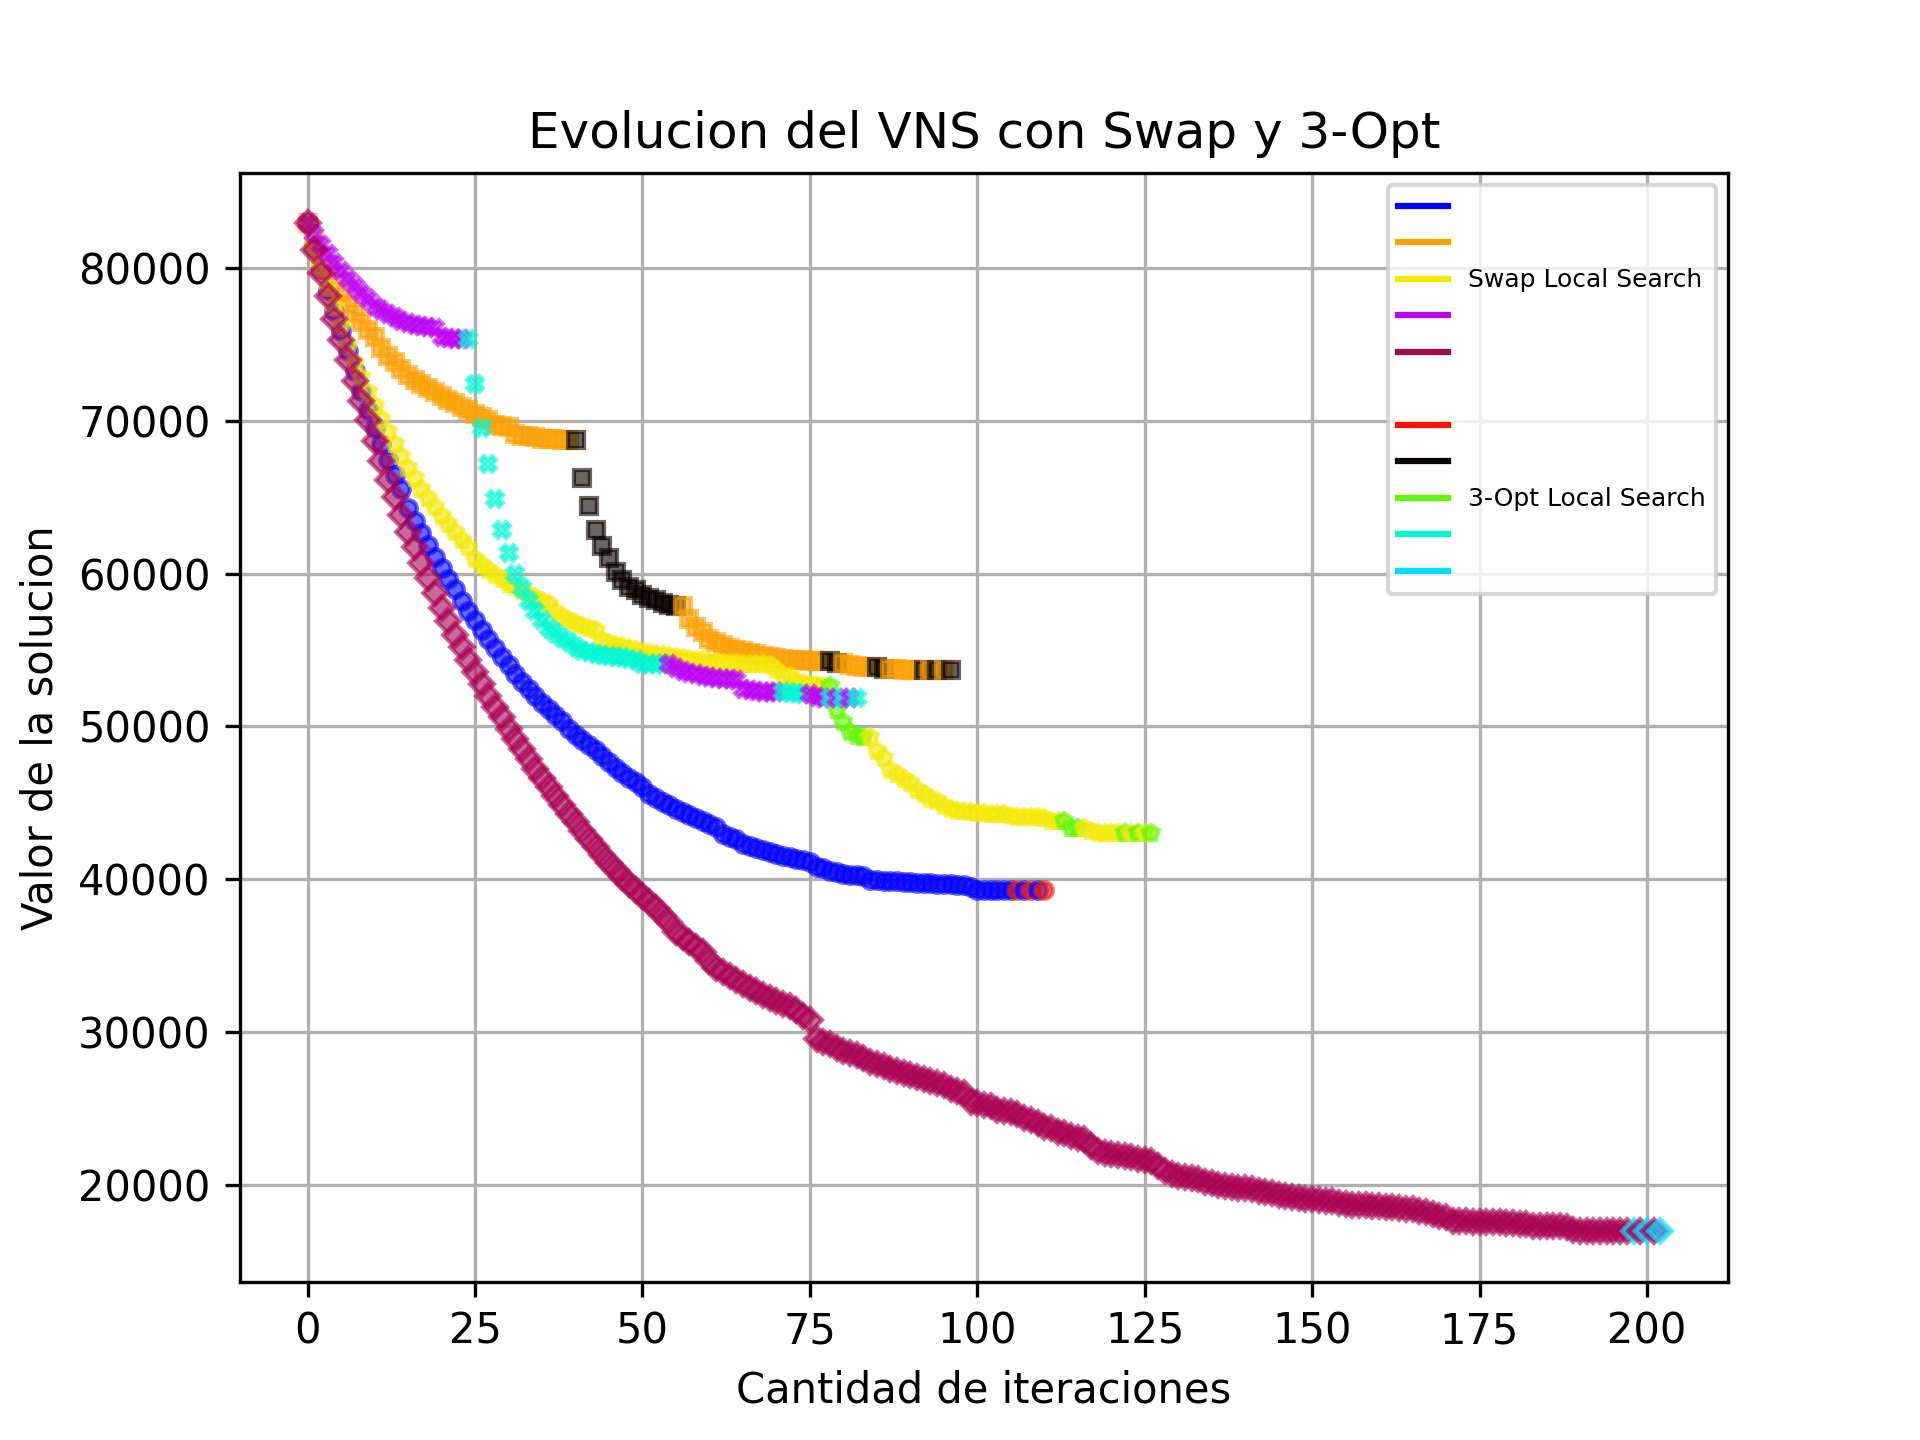 Evolucion del VNS con Swap y 3-Opt
80000
70000
60000
50000
40000
30000
20000
Valor de la solucion
Swap Local Search
3-Opt Local Search
0 25 50 75 100 125 150 175 200
Cantidad de iteraciones